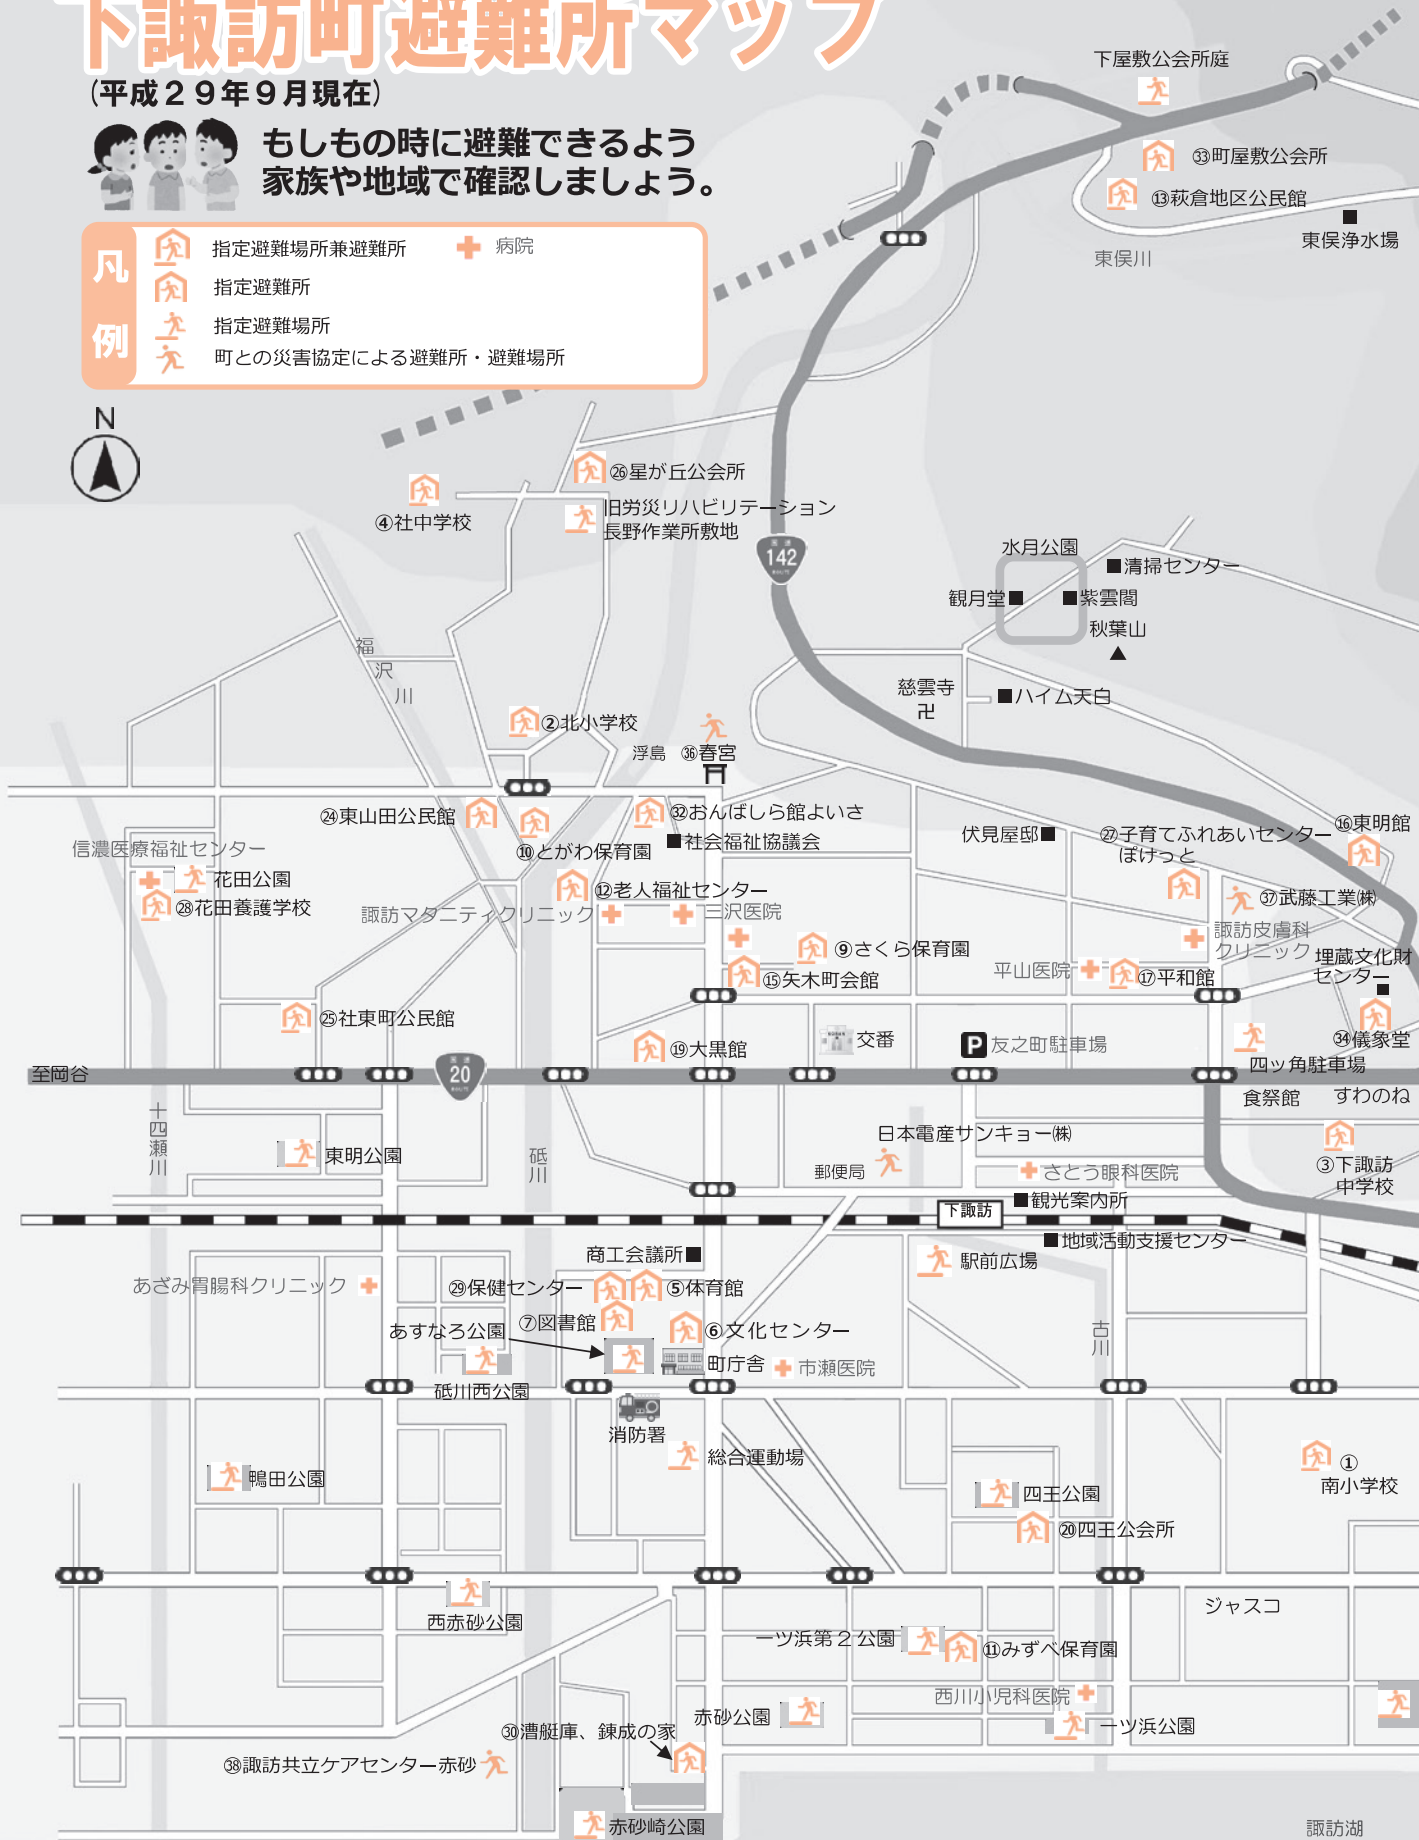 下諏訪町避難所マップ
(平成２９年９月現在)
もしもの時に避難できるよう
家族や地域で確認しましょう。
凡例
指定避難場所兼避難所
病院
指定避難所
指定避難場所
町との災害協定による避難所・避難場所
N
下屋敷公会所庭
㉝町屋敷公会所
⑬萩倉地区公民館
東俣浄水場
東俣川
㉖星が丘公会所
④社中学校
旧労災リハビリテーション
長野作業所敷地
142
水月公園
清掃センター
観月堂
紫雲閣
秋葉山
福沢川
慈雲寺
卍
ハイム天白
②北小学校
浮島
㊱春宮
㉔東山田公民館
㉜おんばしら館よいさ
⑩とがわ保育園
社会福祉協議会
伏見屋邸
㉗子育てふれあいセンター
ぽけっと
⑯東明館
信濃医療福祉センター
花田公園
㉘花田養護学校
⑫老人福祉センター
諏訪マタニティクリニック
三沢医院
㊲武藤工業㈱
諏訪皮膚科
クリニック
⑨さくら保育園
平山医院
⑰平和館
埋蔵文化財
センター
⑮矢木町会館
㉕社東町公民館
⑲大黒館
交番
P
友之町駐車場
㉞儀象堂
四ッ角駐車場
至岡谷
20
食祭館
すわのね
十四瀬川
東明公園
砥川
日本電産サンキョー㈱
郵便局
さとう眼科医院
③下諏訪
中学校
観光案内所
下諏訪
地域活動支援センター
商工会議所
駅前広場
あざみ胃腸科クリニック
㉙保健センター
⑤体育館
⑦図書館
あすなろ公園
⑥文化センター
古川
町庁舎
市瀬医院
砥川西公園
消防署
総合運動場
鴨田公園
①
南小学校
四王公園
⑳四王公会所
西赤砂公園
ジャスコ
一ツ浜第２公園
⑪みずべ保育園
西川小児科医院
赤砂公園
一ツ浜公園
㉚漕艇庫、錬成の家
㊳諏訪共立ケアセンター赤砂
赤砂崎公園
諏訪湖